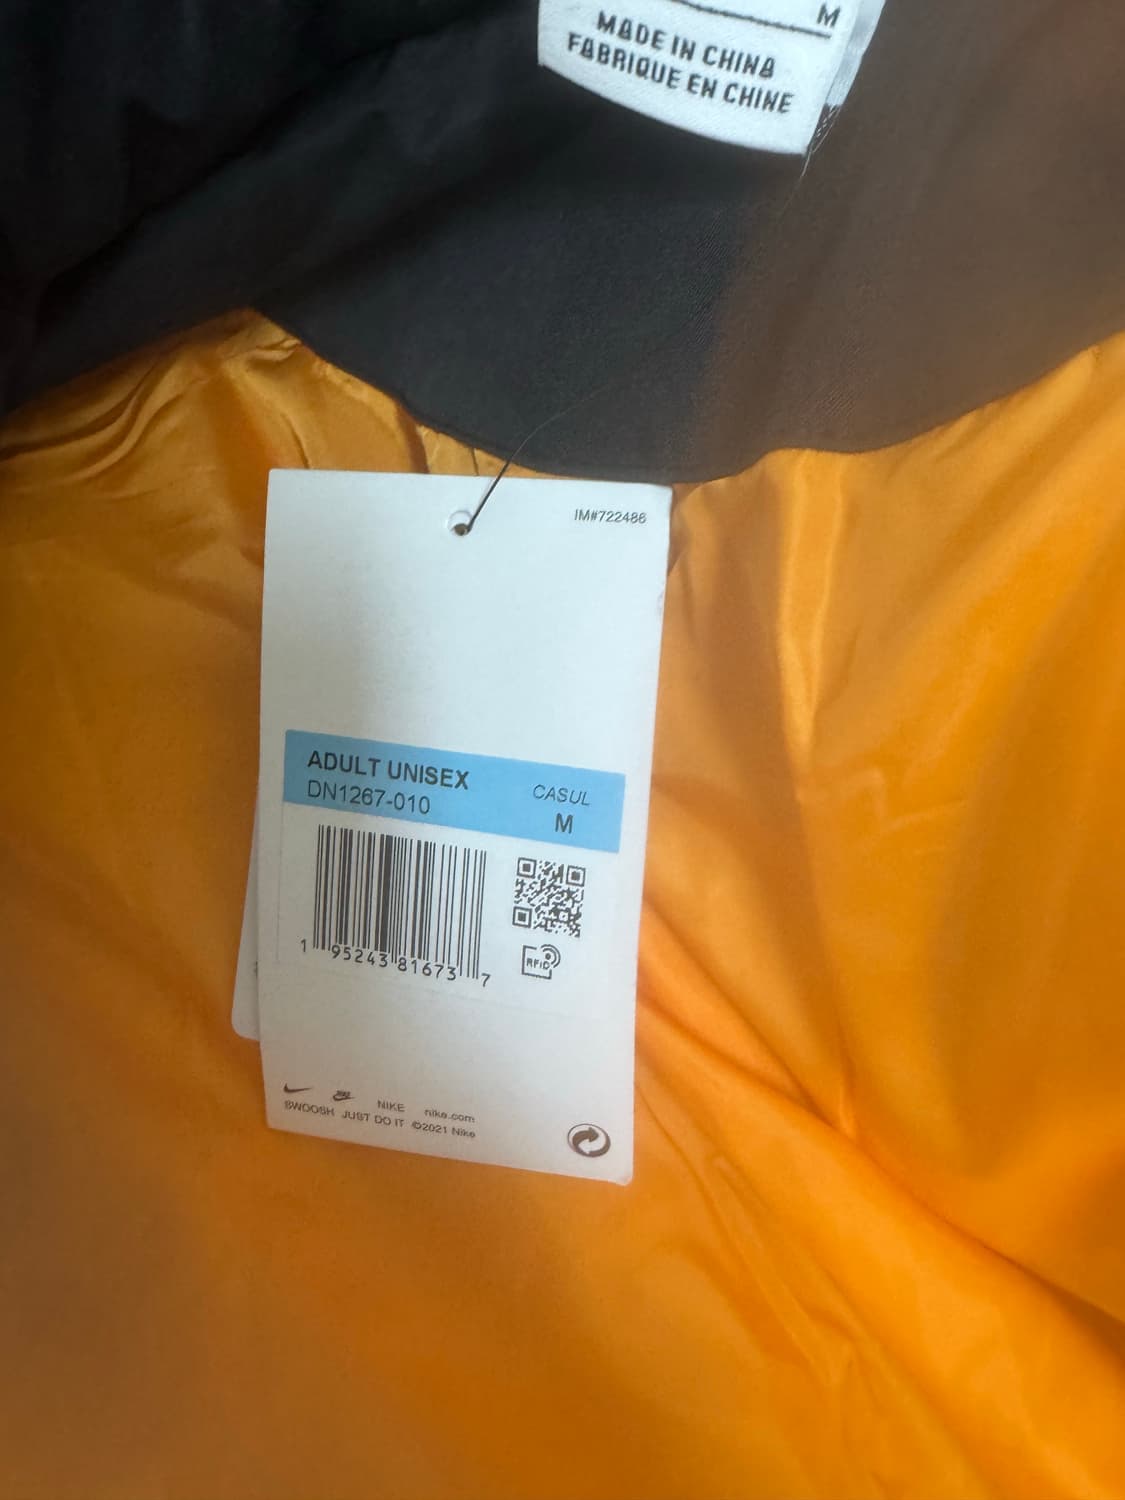 M
MADE IN CHINA
FABRIQUE EN CHINE
IM#722486
ADULT UNISEX
DN1267-010
CASUL
M
1 95243 81673 7
RFID
NIKE nike.com
SWOOSH JUST DO IT ©2021 Nike